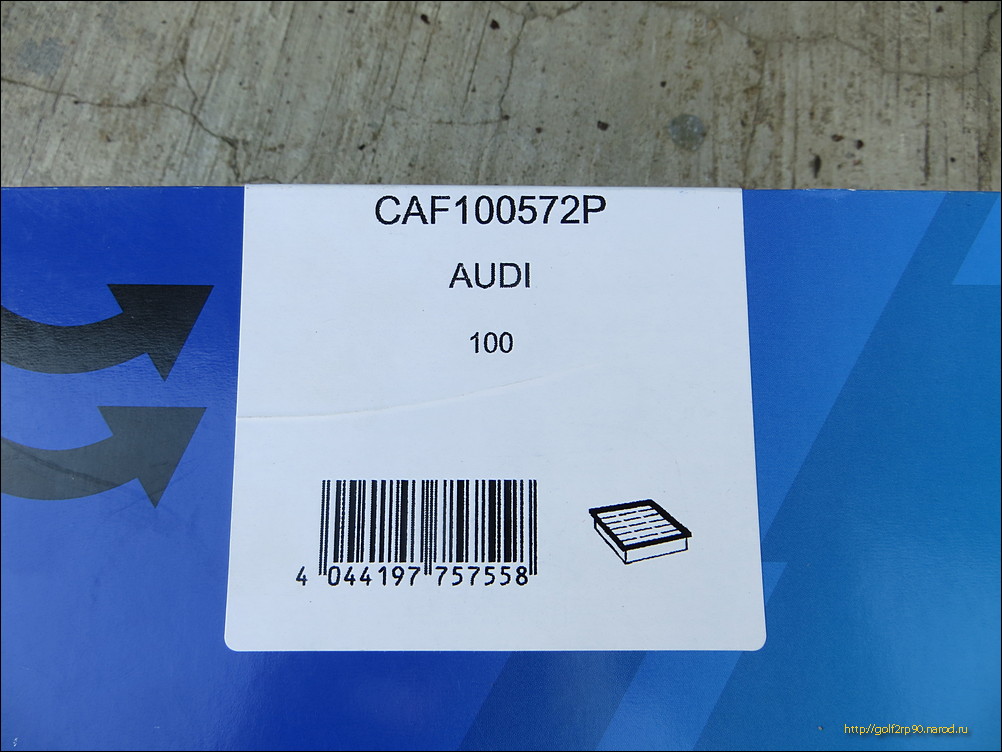 CAF100572P
AUDI
100
4 044197 757558
http://golf2rp90.narod.ru